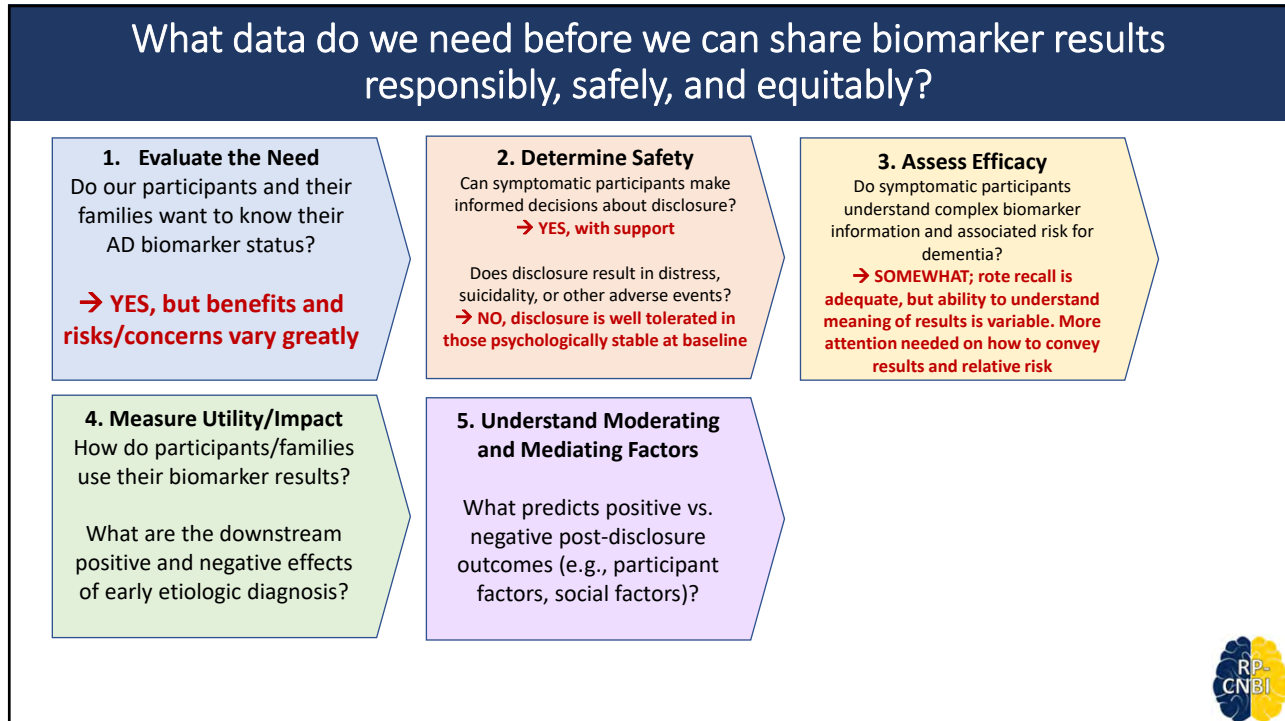 What data do we need before we can share biomarker results
responsibly, safely, and equitably?
1. Evaluate the Need
Do our participants and their
families want to know their
AD biomarker status?
→ YES, but benefits and
risks/concerns vary greatly
2. Determine Safety
Can symptomatic participants make
informed decisions about disclosure?
→ YES, with support
Does disclosure result in distress,
suicidality, or other adverse events?
→ NO, disclosure is well tolerated in
those psychologically stable at baseline
3. Assess Efficacy
Do symptomatic participants
understand complex biomarker
information and associated risk for
dementia?
→ SOMEWHAT; rote recall is
adequate, but ability to understand
meaning of results is variable. More
attention needed on how to convey
results and relative risk
4. Measure Utility/Impact
How do participants/families
use their biomarker results?
What are the downstream
positive and negative effects
of early etiologic diagnosis?
5. Understand Moderating
and Mediating Factors
What predicts positive vs.
negative post-disclosure
outcomes (e.g., participant
factors, social factors)?
RP-
CNBI